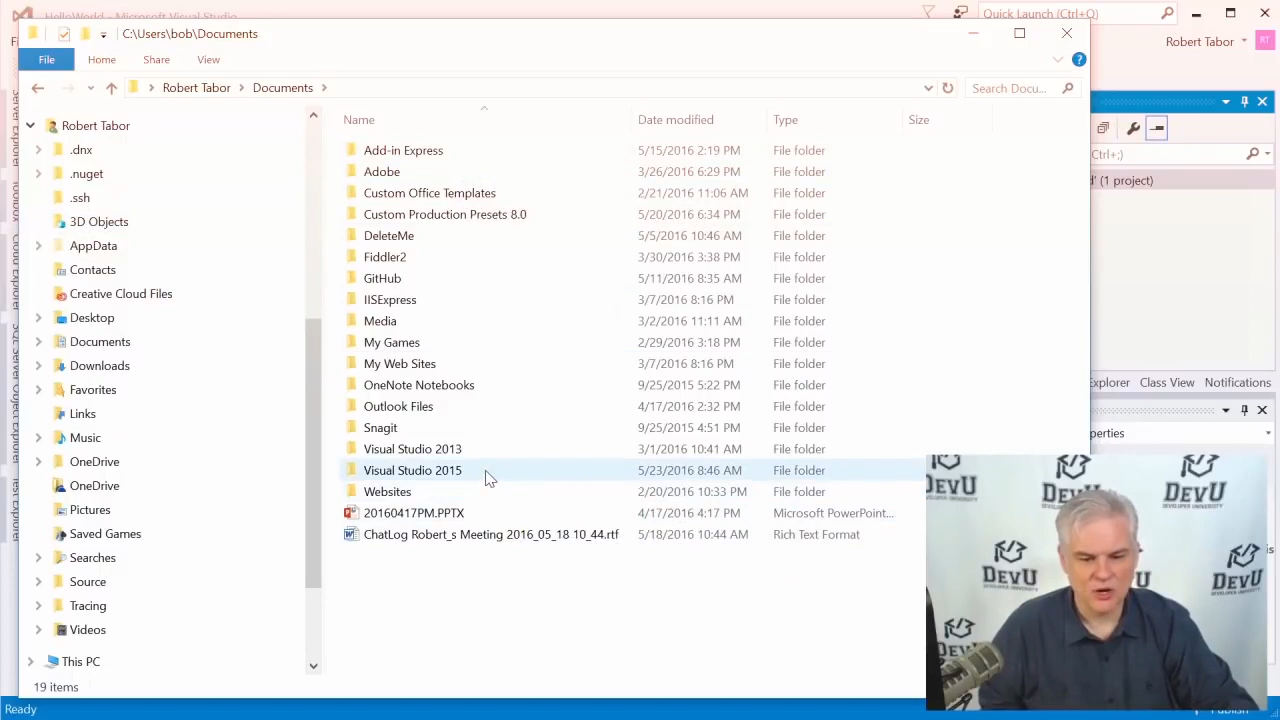 HelloWorld - Microsoft Visual Studio
Quick Launch (Ctrl+Q)
C:\Users\bob\Documents
File
Home
Share
View
Robert Tabor
RT
Robert Tabor
Documents
Search Docu...
Robert Tabor
.dnx
.nuget
.ssh
3D Objects
AppData
Contacts
Creative Cloud Files
Desktop
Documents
Downloads
Favorites
Links
Music
OneDrive
OneDrive
Pictures
Saved Games
Searches
Source
Tracing
Videos
This PC
19 items
Name Date modified Type Size
Add-in Express 5/15/2016 2:19 PM File folder
Adobe 3/26/2016 6:29 PM File folder
Custom Office Templates 2/21/2016 11:06 AM File folder
Custom Production Presets 8.0 5/20/2016 6:34 PM File folder
DeleteMe 5/5/2016 10:46 AM File folder
Fiddler2 3/30/2016 3:38 PM File folder
GitHub 5/11/2016 8:35 AM File folder
IISExpress 3/7/2016 8:16 PM File folder
Media 3/2/2016 11:11 AM File folder
My Games 2/29/2016 3:18 PM File folder
My Web Sites 3/7/2016 8:16 PM File folder
OneNote Notebooks 9/25/2015 5:22 PM File folder
Outlook Files 4/17/2016 2:32 PM File folder
Snagit 9/25/2015 4:51 PM File folder
Visual Studio 2013 3/1/2016 10:41 AM File folder
Visual Studio 2015 5/23/2016 8:46 AM File folder
Websites 2/20/2016 10:33 PM File folder
20160417PM.PPTX 4/17/2016 4:17 PM Microsoft PowerPoint...
ChatLog Robert_s Meeting 2016_05_18 10_44.rtf 5/18/2016 10:44 AM Rich Text Format
Ctrl+;)
d' (1 project)
Explorer Class View Notifications
perties
DevU
DevU
DevU
DevU
DEVELOPER UNIVERSITY
DevU
DEVELOPER UNIVERSITY
Ready
Publish